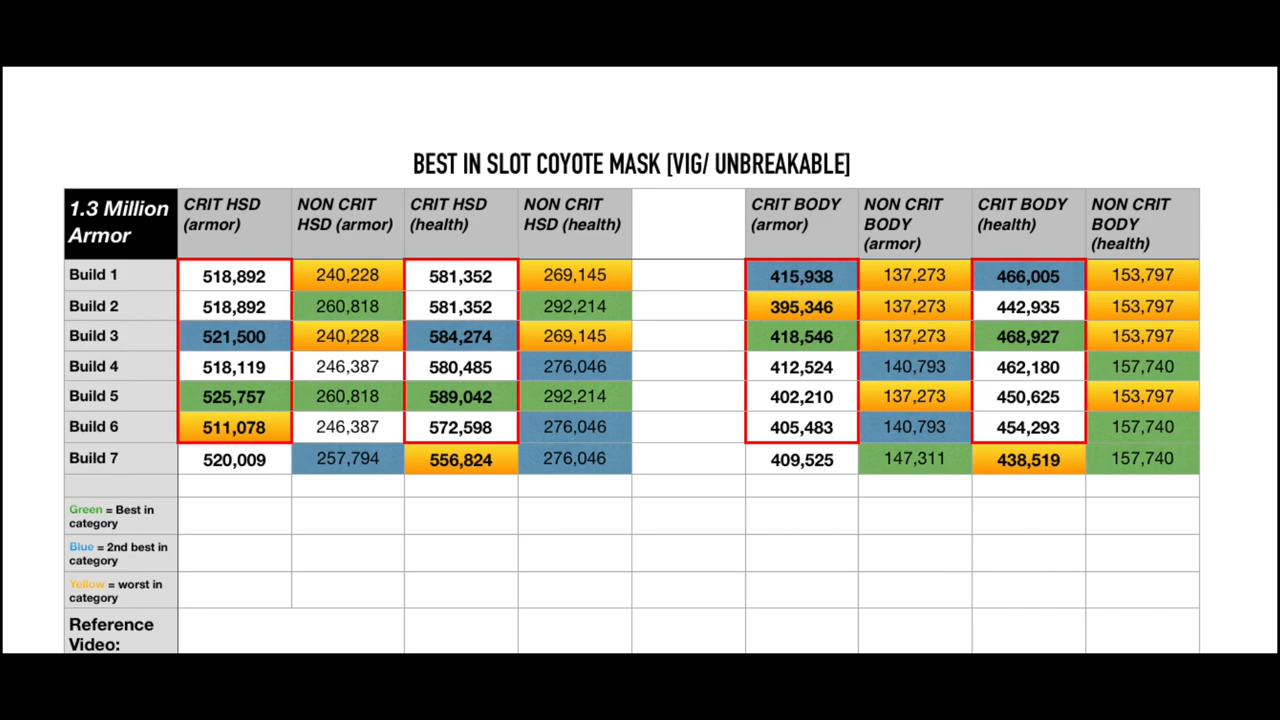 BEST IN SLOT COYOTE MASK [VIG/ UNBREAKABLE]
1.3 Million Armor CRIT HSD (armor) NON CRIT HSD (armor) CRIT HSD (health) NON CRIT HSD (health) CRIT BODY (armor) NON CRIT BODY (armor) CRIT BODY (health) NON CRIT BODY (health)
Build 1 518,892 240,228 581,352 269,145 415,938 137,273 466,005 153,797
Build 2 518,892 260,818 581,352 292,214 395,346 137,273 442,935 153,797
Build 3 521,500 240,228 584,274 269,145 418,546 137,273 468,927 153,797
Build 4 518,119 246,387 580,485 276,046 412,524 140,793 462,180 157,740
Build 5 525,757 260,818 589,042 292,214 402,210 137,273 450,625 153,797
Build 6 511,078 246,387 572,598 276,046 405,483 140,793 454,293 157,740
Build 7 520,009 257,794 556,824 276,046 409,525 147,311 438,519 157,740
Green = Best in
category
Blue = 2nd best in
category
Yellow = worst in
category
Reference
Video: